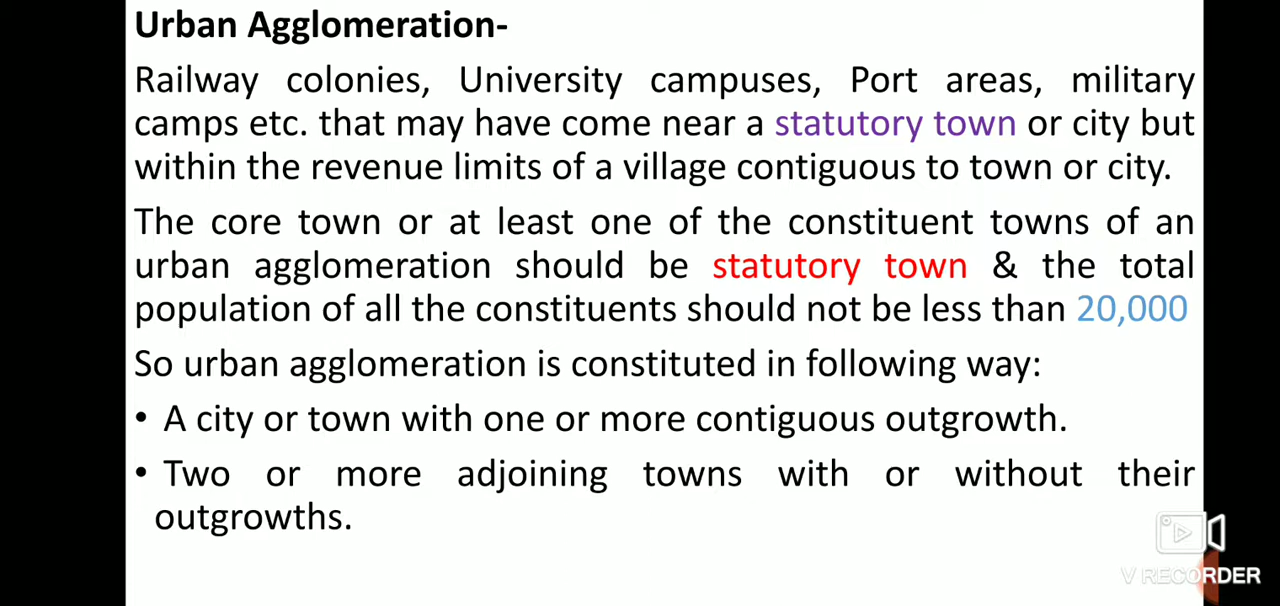 Urban Agglomeration-
Railway colonies, University campuses, Port areas, military
camps etc. that may have come near a statutory town or city but
within the revenue limits of a village contiguous to town or city.
The core town or at least one of the constituent towns of an
urban agglomeration should be statutory town & the total
population of all the constituents should not be less than 20,000
So urban agglomeration is constituted in following way:
• A city or town with one or more contiguous outgrowth.
• Two or more adjoining towns with or without their
outgrowths.
V RECORDER